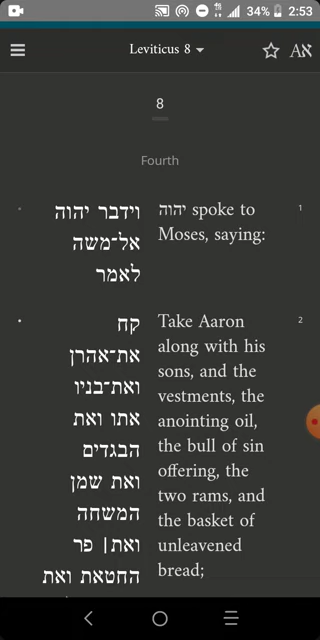 34% 2:53
Leviticus 8
Aא
8
Fourth
וידבר יהוה
אל־משה
לאמר
יהוה spoke to
Moses, saying:
1
קח
את־אהרן
ואת־בניו
אתו ואת
הבגדים
ואת שמן
המשחה
ואת׀ פר
החטאת ואת
Take Aaron
along with his
sons, and the
vestments, the
anointing oil,
the bull of sin
offering, the
two rams, and
the basket of
unleavened
bread;
2